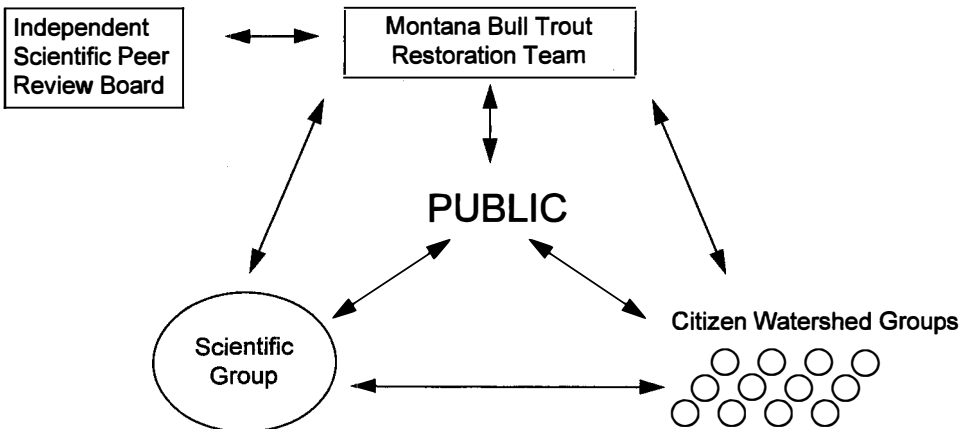 Independent
Scientific Peer
Review Board
Montana Bull Trout
Restoration Team
PUBLIC
Scientific
Group
Citizen Watershed Groups